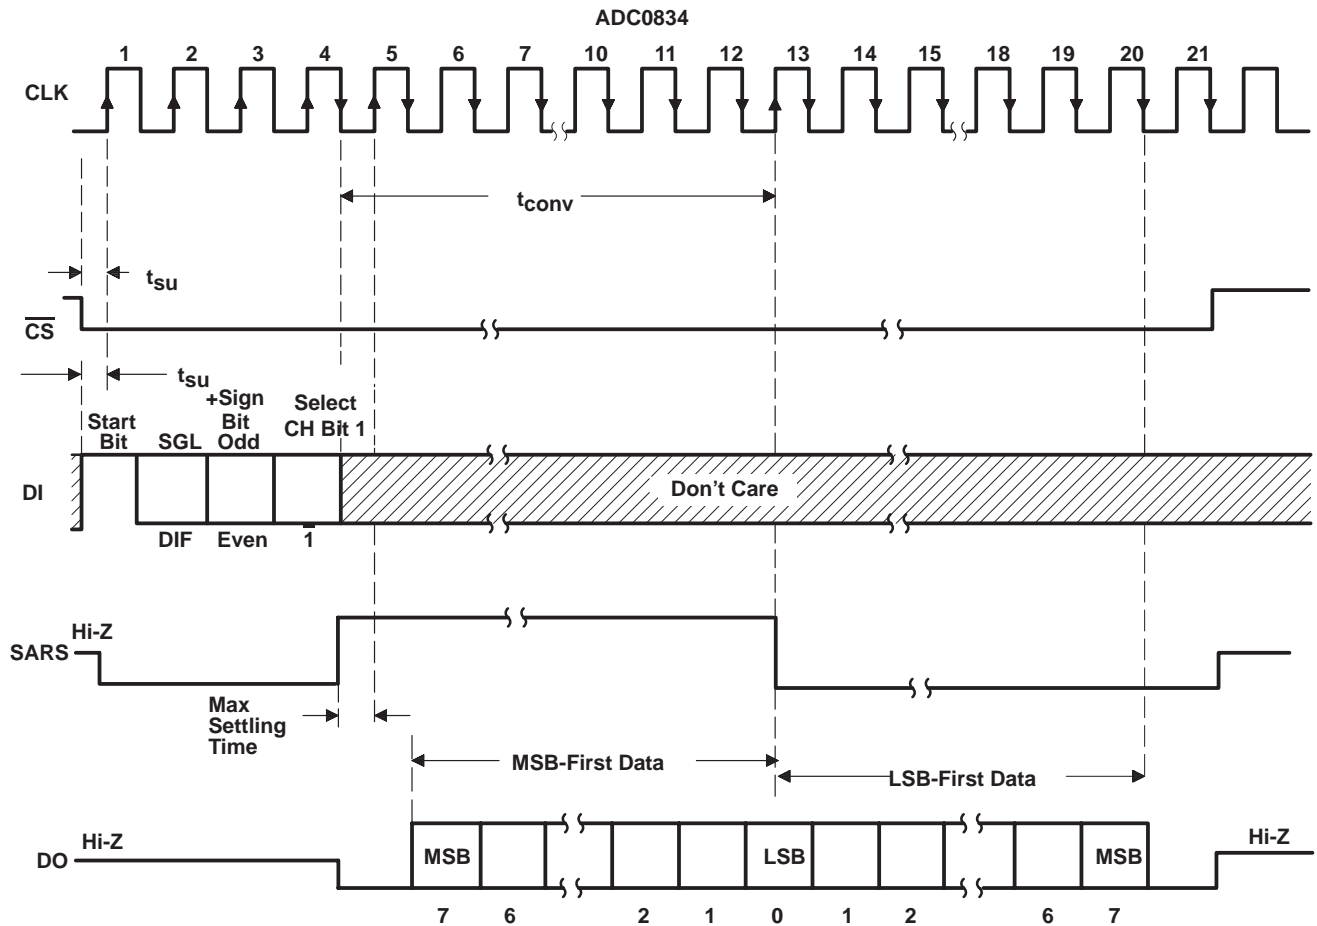 ADC0834
1 2 3 4 5 6 7 10 11 12 13 14 15 18 19 20 21
CLK
tconv
tsu
CS
tsu
+Sign
Bit
Odd
Select
CH Bit 1
Start
Bit
SGL
DI
Don't Care
DIF Even 1
Hi-Z
SARS
Max
Settling
Time
MSB-First Data
LSB-First Data
Hi-Z
DO
MSB LSB MSB
Hi-Z
7 6 2 1 0 1 2 6 7